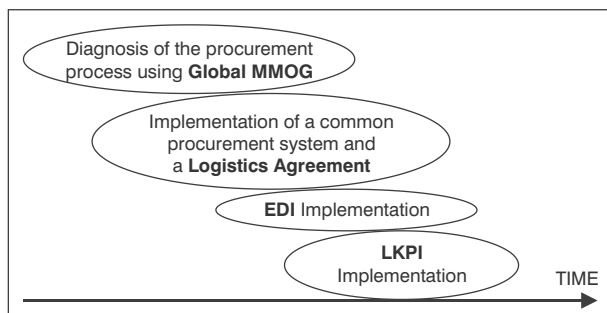 Diagnosis of the procurement
process using Global MMOG
Implementation of a common
procurement system and
a Logistics Agreement
EDI Implementation
LKPI
Implementation
TIME